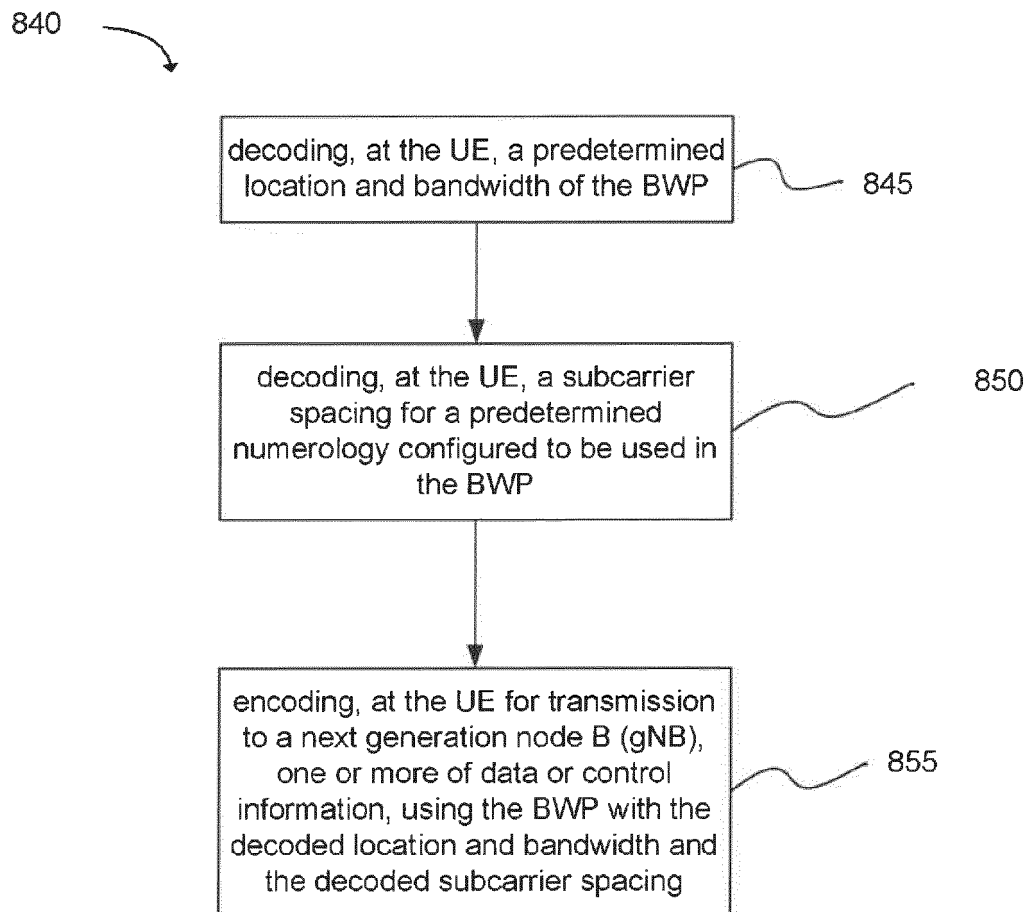 840
decoding, at the UE, a predetermined
location and bandwidth of the BWP
845
decoding, at the UE, a subcarrier
spacing for a predetermined
numerology configured to be used in
the BWP
850
encoding, at the UE for transmission
to a next generation node B (gNB),
one or more of data or control
information, using the BWP with the
decoded location and bandwidth and
the decoded subcarrier spacing
855